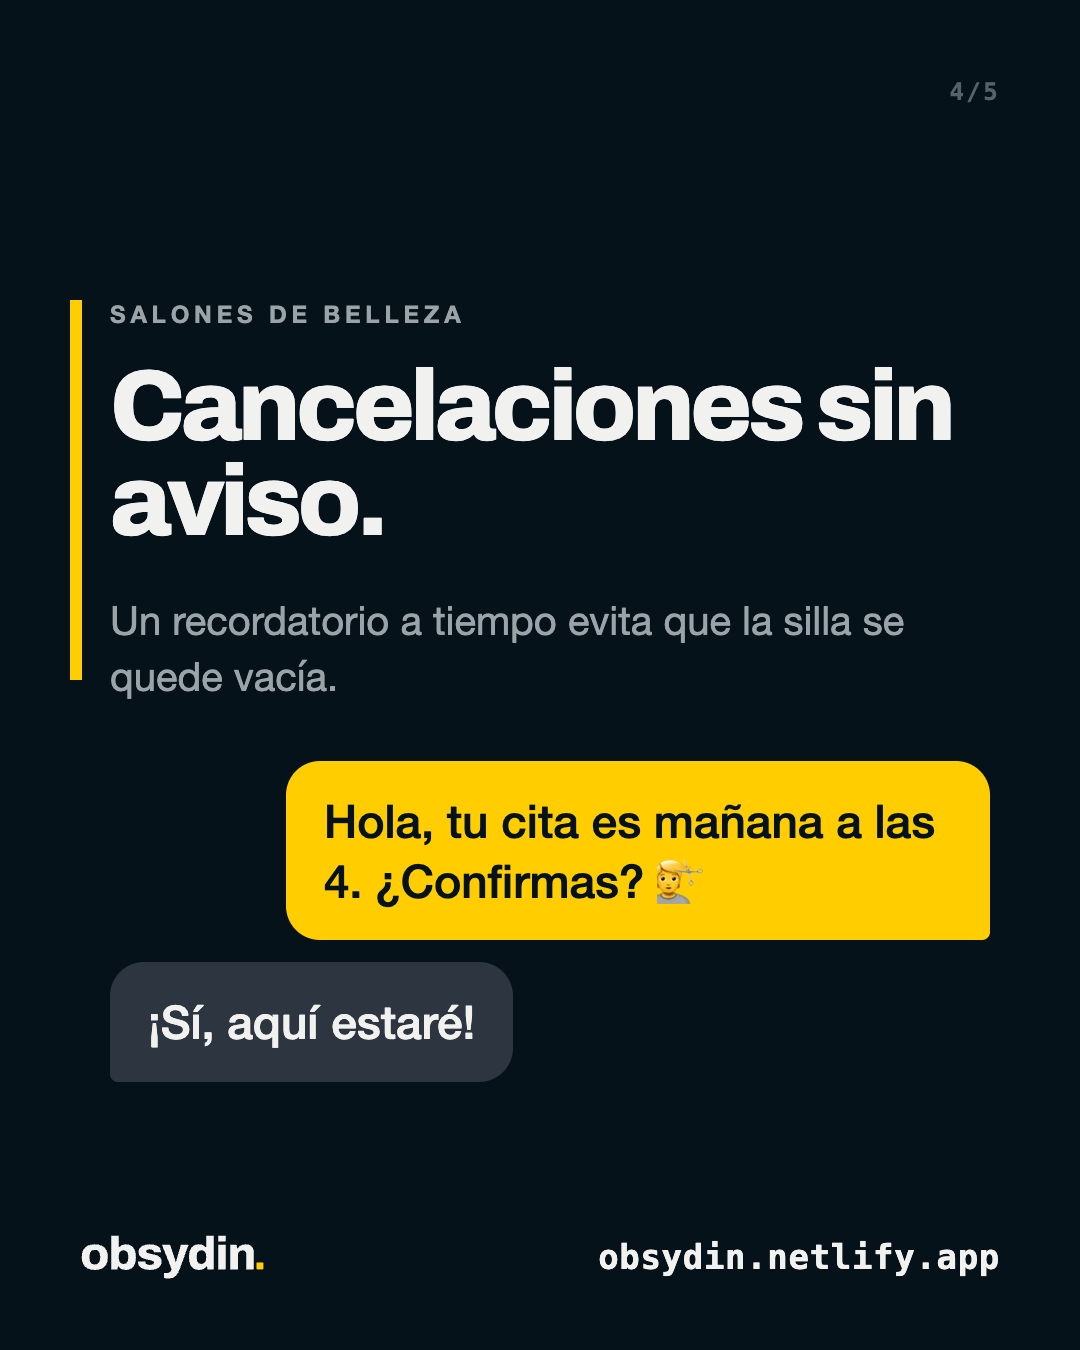 4/5
SALONES DE BELLEZA
Cancelaciones sin
aviso.
Un recordatorio a tiempo evita que la silla se
quede vacía.
Hola, tu cita es mañana a las
4. ¿Confirmas? 💇
¡Sí, aquí estaré!
obsydin.
obsydin.netlify.app